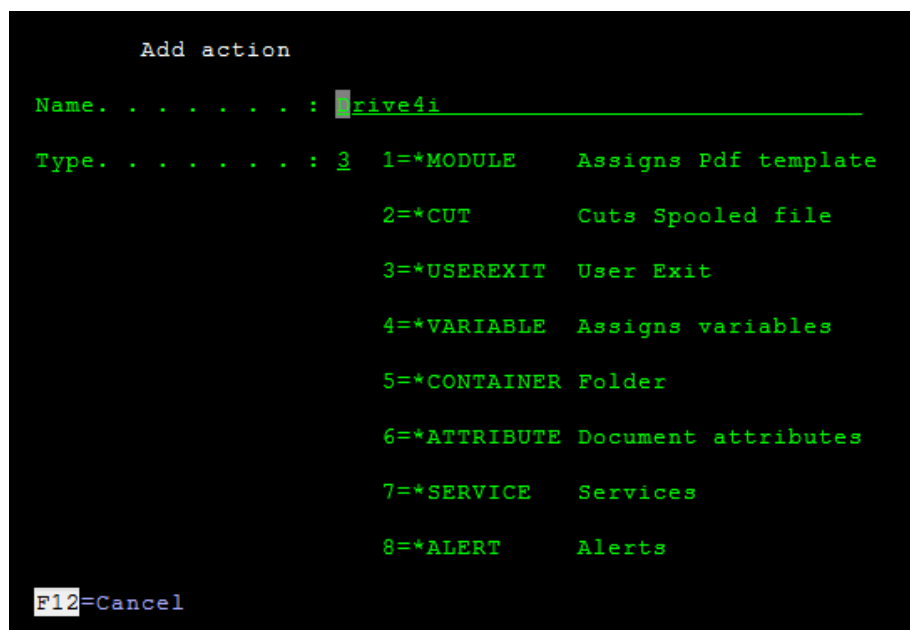 Add action
Name. . . . . . . : Drive4i
Type. . . . . . . : 3 1=*MODULE Assigns Pdf template
2=*CUT Cuts Spooled file
3=*USEREXIT User Exit
4=*VARIABLE Assigns variables
5=*CONTAINER Folder
6=*ATTRIBUTE Document attributes
7=*SERVICE Services
8=*ALERT Alerts
F12=Cancel